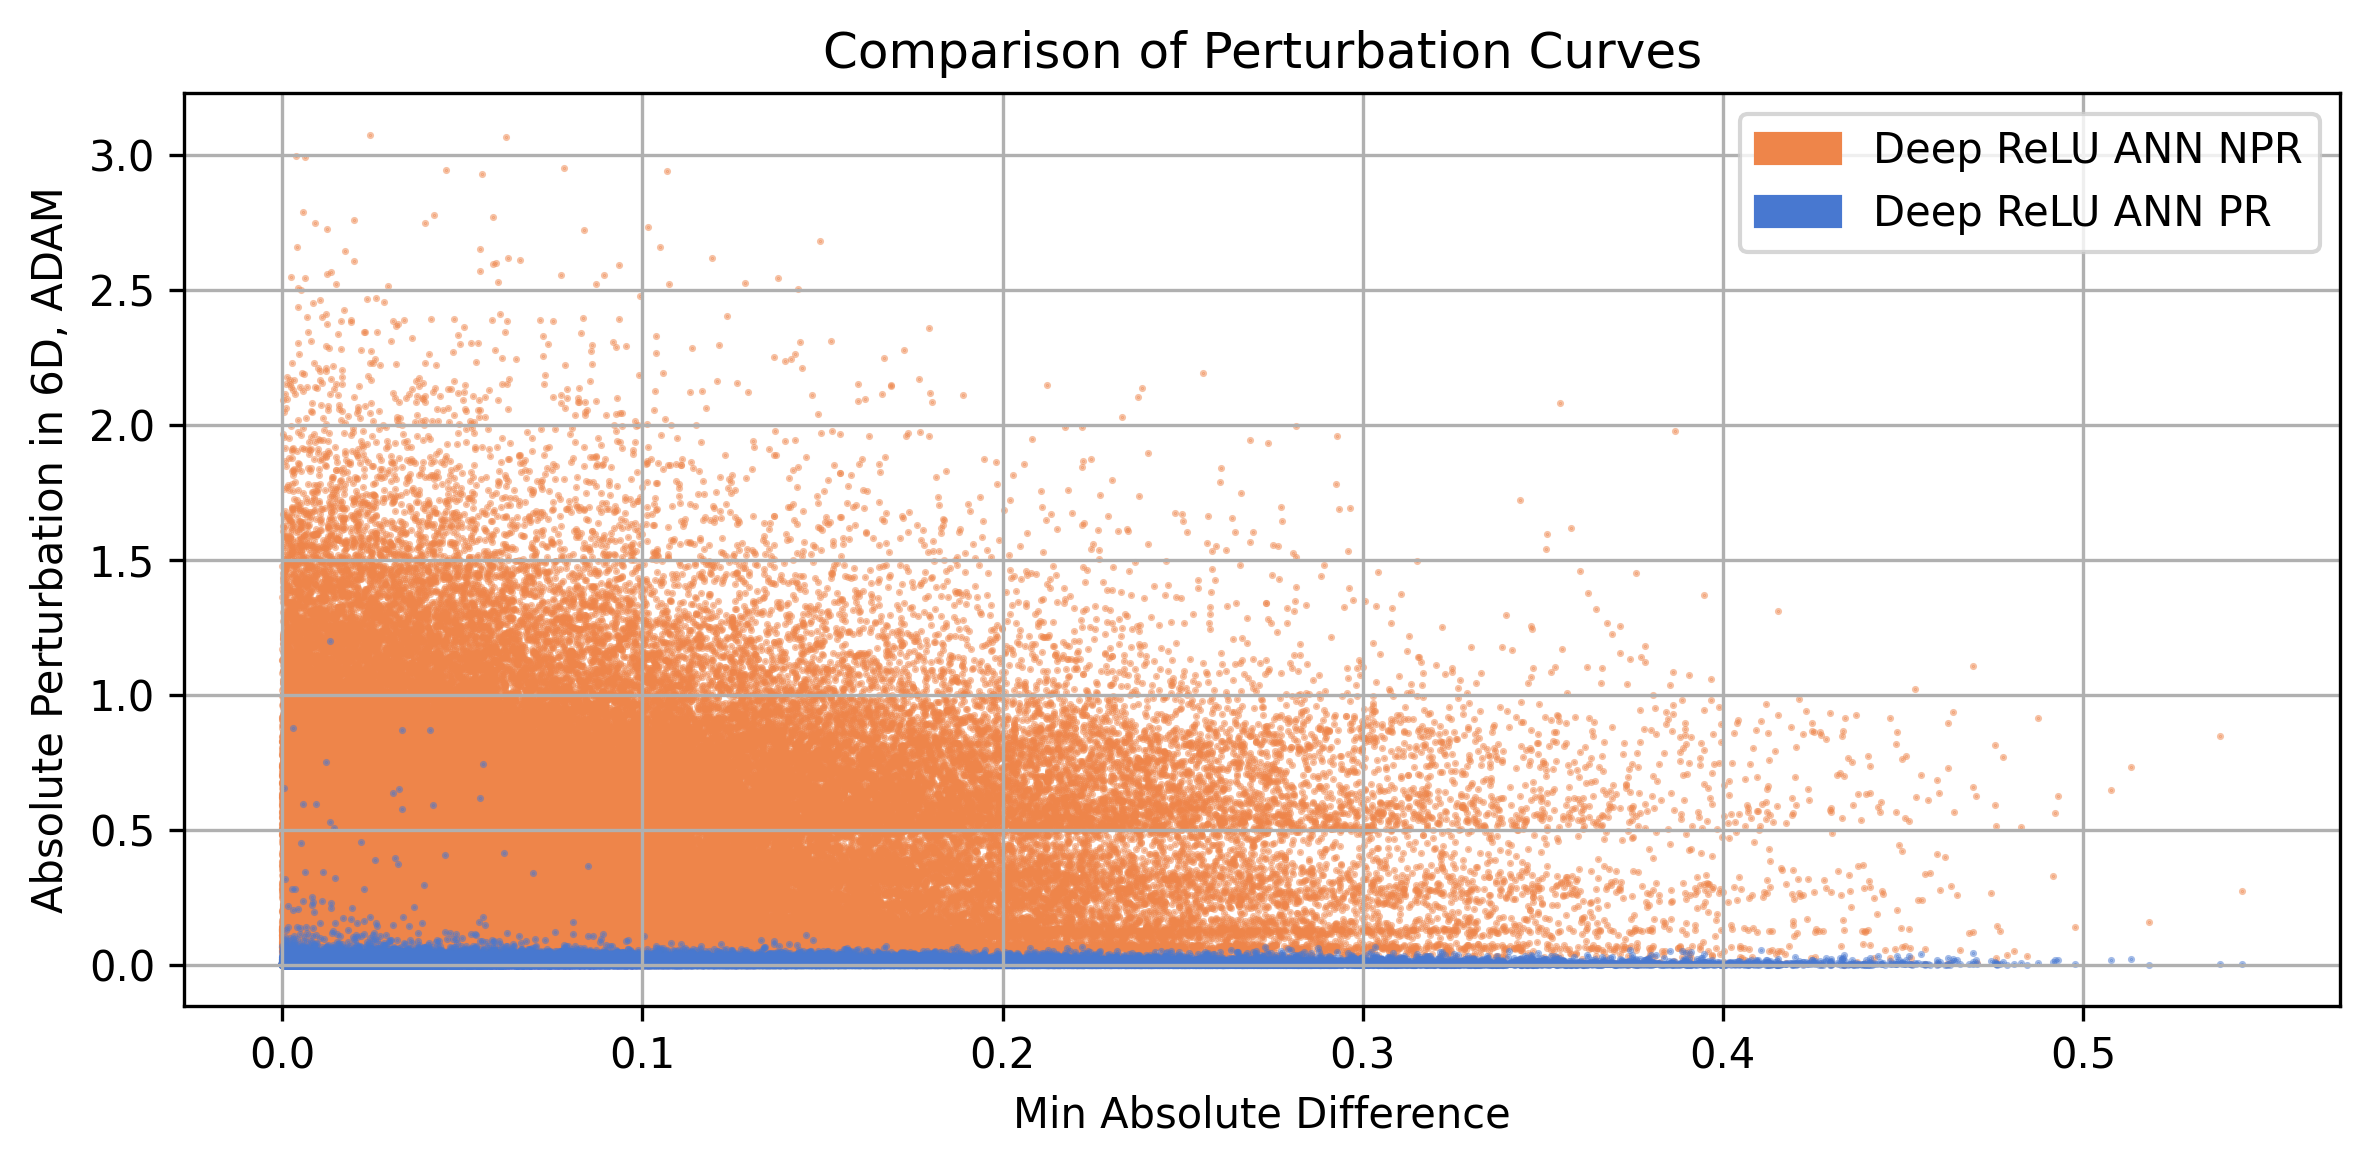 Comparison of Perturbation Curves
Deep ReLU ANN NPR
Deep ReLU ANN PR
Absolute Perturbation in 6D, ADAM
3.0
2.5
2.0
1.5
1.0
0.5
0.0
0.0 0.1 0.2 0.3 0.4 0.5
Min Absolute Difference